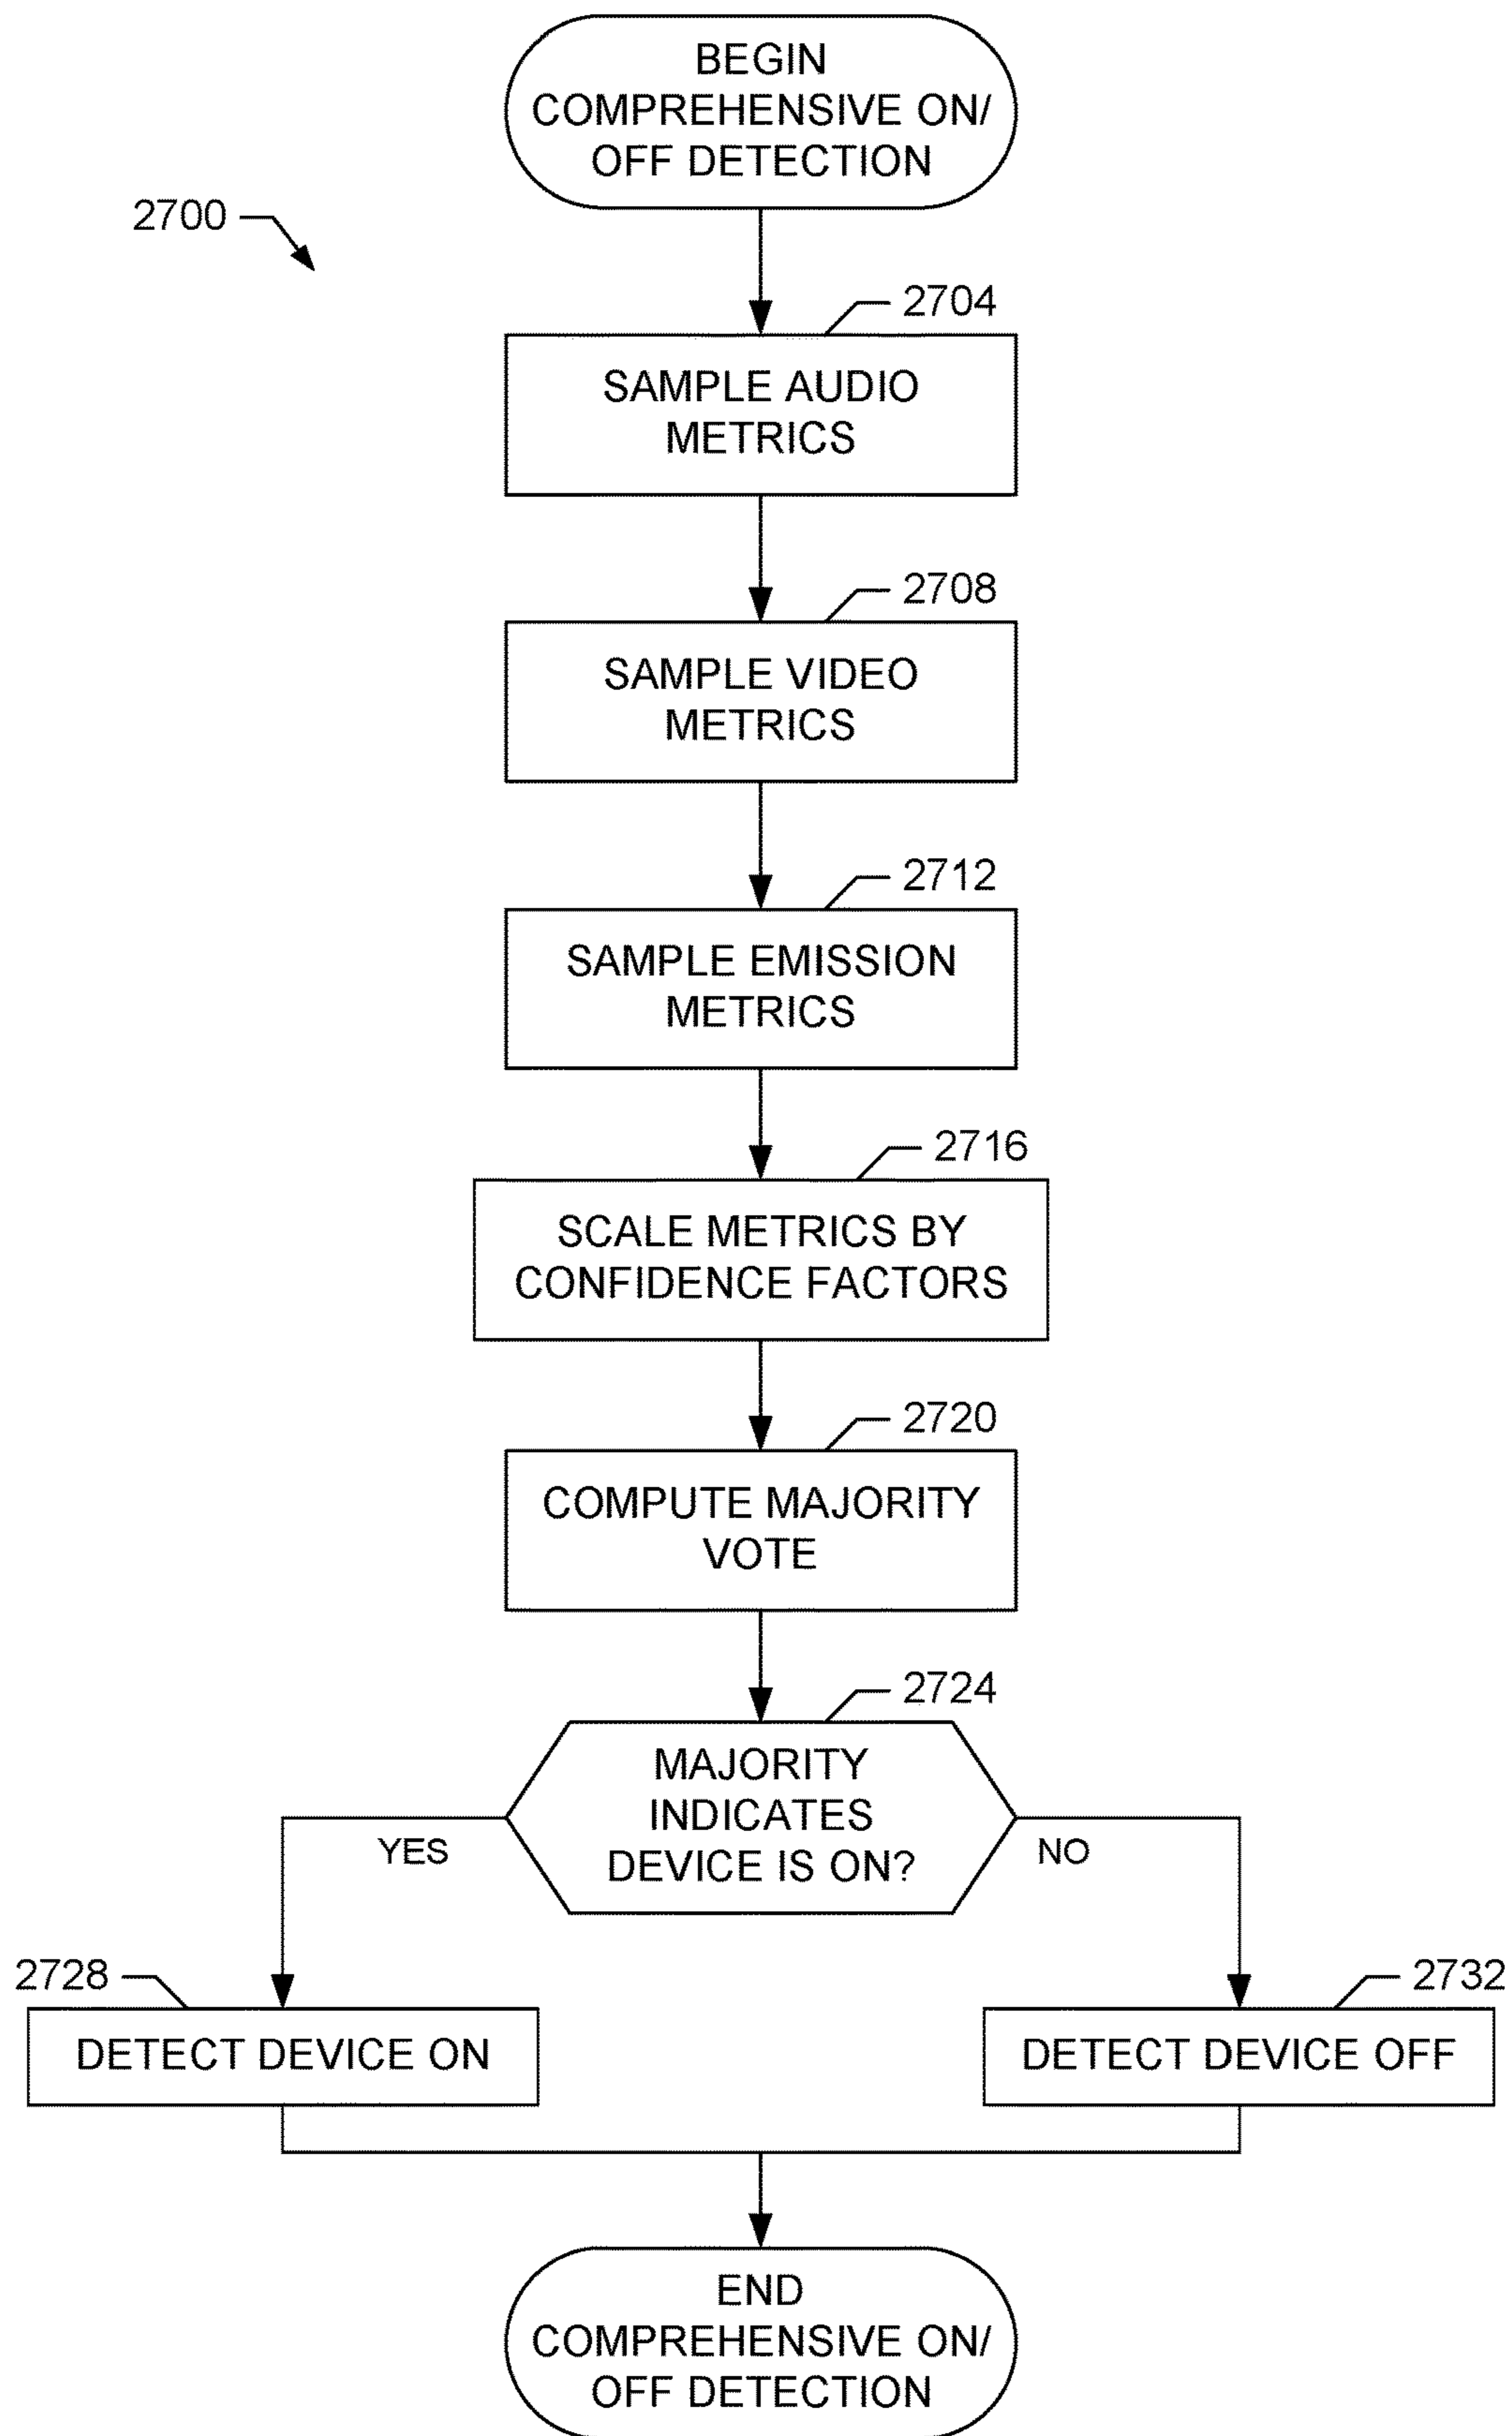 BEGIN
COMPREHENSIVE ON/
OFF DETECTION
2700
2704
SAMPLE AUDIO
METRICS
2708
SAMPLE VIDEO
METRICS
2712
SAMPLE EMISSION
METRICS
2716
SCALE METRICS BY
CONFIDENCE FACTORS
2720
COMPUTE MAJORITY
VOTE
2724
MAJORITY
INDICATES
DEVICE IS ON?
YES
NO
2728
2732
DETECT DEVICE ON
DETECT DEVICE OFF
END
COMPREHENSIVE ON/
OFF DETECTION